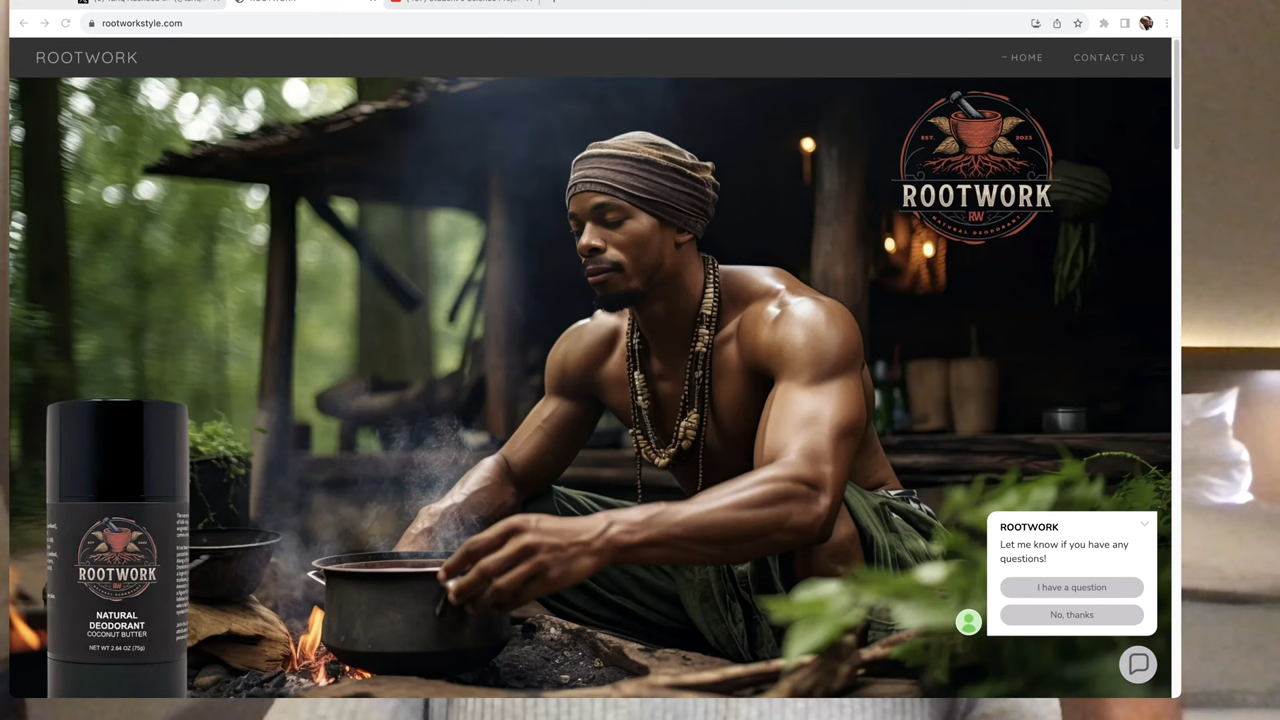 rootworkstyle.com
ROOTWORK
~ HOME
CONTACT US
EST.
2023
ROOTWORK
RW
NATURAL DEODORANT
ROOTWORK
NATURAL
DEODORANT
COCONUT BUTTER
NET WT 2.64 OZ (75g)
ROOTWORK
Let me know if you have any
questions!
I have a question
No, thanks